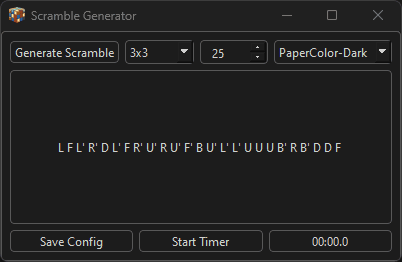 Scramble Generator
Generate Scramble 3x3 25 PaperColor-Dark
L F L' R' D L' F R' U' R U' F' B U' L' L' U U U B' R B' D D F
Save Config Start Timer 00:00.0